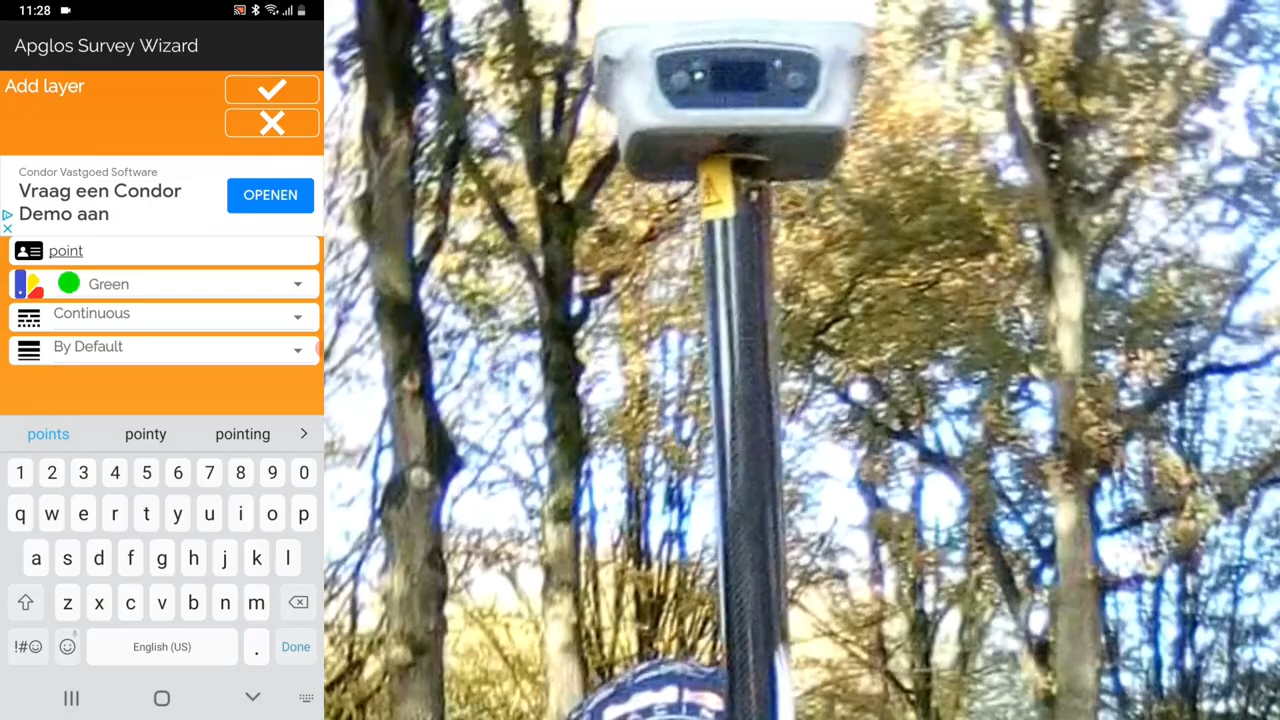 11:28
Apglos Survey Wizard
Add layer
Condor Vastgoed Software
Vraag een Condor
Demo aan
OPENEN
point
Green
Continuous
By Default
points pointy pointing
1 2 3 4 5 6 7 8 9 0
q w e r t y u i o p
a s d f g h j k l
z x c v b n m
!#☺ English (US) . Done